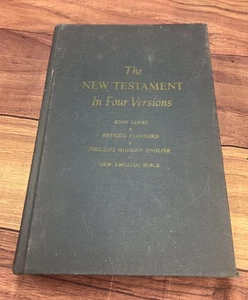 The
NEW TESTAMENT
In Four Versions
KING JAMES
REVISED STANDARD
PHILLIPS MODERN ENGLISH
NEW ENGLISH BIBLE